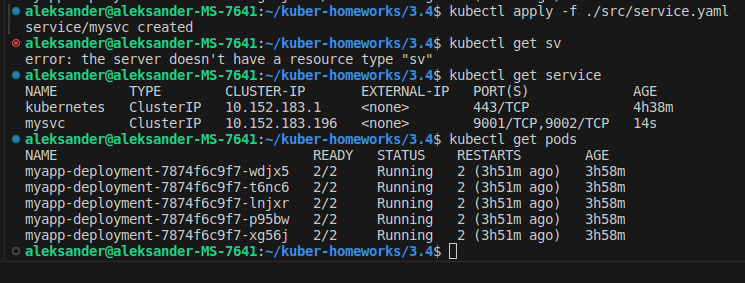 aleksander@aleksander-MS-7641:~/kuber-homeworks/3.4$ kubectl apply -f ./src/service.yaml
service/mysvc created
aleksander@aleksander-MS-7641:~/kuber-homeworks/3.4$ kubectl get sv
error: the server doesn't have a resource type "sv"
aleksander@aleksander-MS-7641:~/kuber-homeworks/3.4$ kubectl get service
NAME         TYPE        CLUSTER-IP       EXTERNAL-IP   PORT(S)             AGE
kubernetes   ClusterIP   10.152.183.1     <none>        443/TCP             4h38m
mysvc        ClusterIP   10.152.183.196   <none>        9001/TCP,9002/TCP   14s
aleksander@aleksander-MS-7641:~/kuber-homeworks/3.4$ kubectl get pods
NAME                                READY   STATUS    RESTARTS        AGE
myapp-deployment-7874f6c9f7-wdjx5   2/2     Running   2 (3h51m ago)   3h58m
myapp-deployment-7874f6c9f7-t6nc6   2/2     Running   2 (3h51m ago)   3h58m
myapp-deployment-7874f6c9f7-lnjxr   2/2     Running   2 (3h51m ago)   3h58m
myapp-deployment-7874f6c9f7-p95bw   2/2     Running   2 (3h51m ago)   3h58m
myapp-deployment-7874f6c9f7-xg56j   2/2     Running   2 (3h51m ago)   3h58m
aleksander@aleksander-MS-7641:~/kuber-homeworks/3.4$